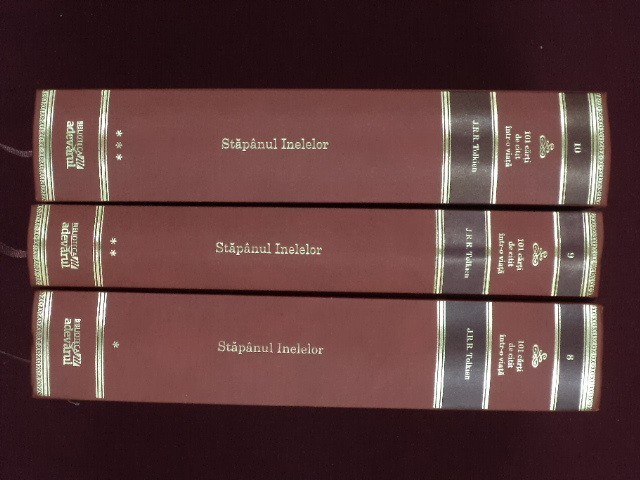 BIBLIOTECA
adevărul
***
Stăpânul Inelelor
J.R.R. Tolkien
101 cărți
de citit
într-o viață
10
BIBLIOTECA
adevărul
**
Stăpânul Inelelor
J.R.R. Tolkien
101 cărți
de citit
într-o viață
9
BIBLIOTECA
adevărul
*
Stăpânul Inelelor
J.R.R. Tolkien
101 cărți
de citit
într-o viață
8